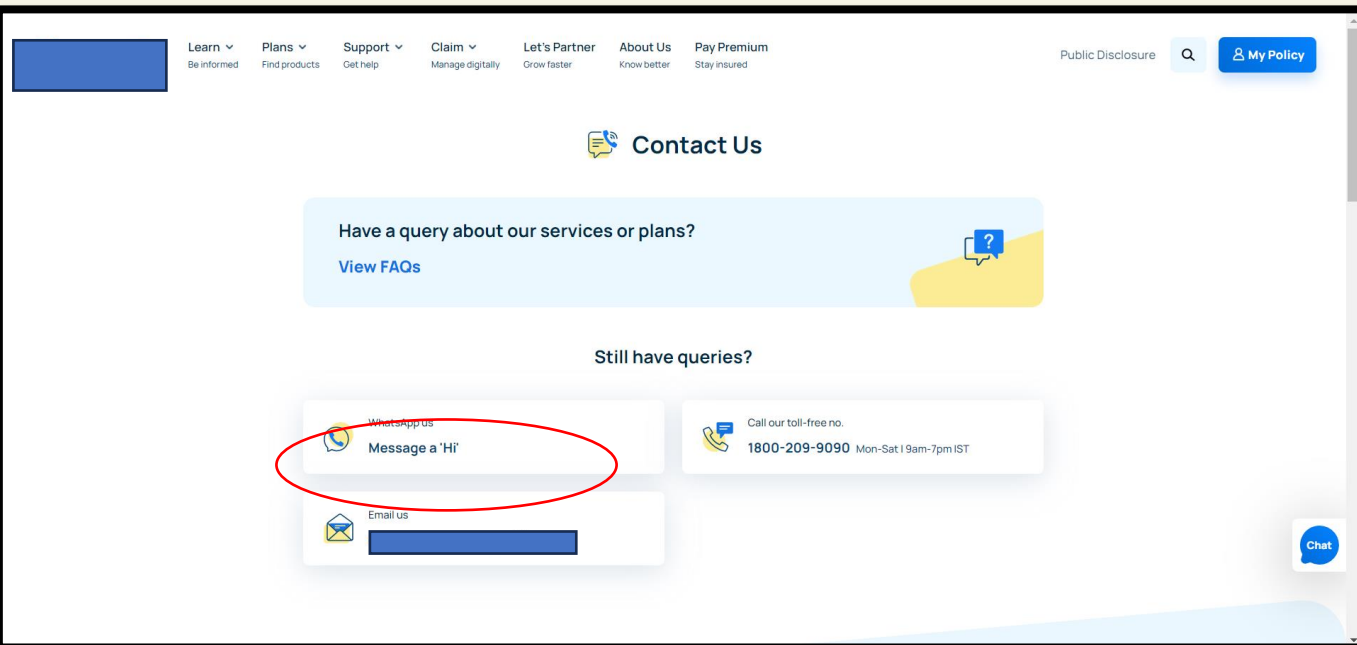 Learn Plans Support Claim Let's Partner About Us Pay Premium
Be informed Find products Get help Manage digitally Grow faster Know better Stay insured
Public Disclosure
My Policy
Contact Us
Have a query about our services or plans?
View FAQs
?
Still have queries?
WhatsApp us
Message a 'Hi'
Call our toll-free no.
1800-209-9090 Mon-Sat | 9am-7pm IST
Email us
Chat